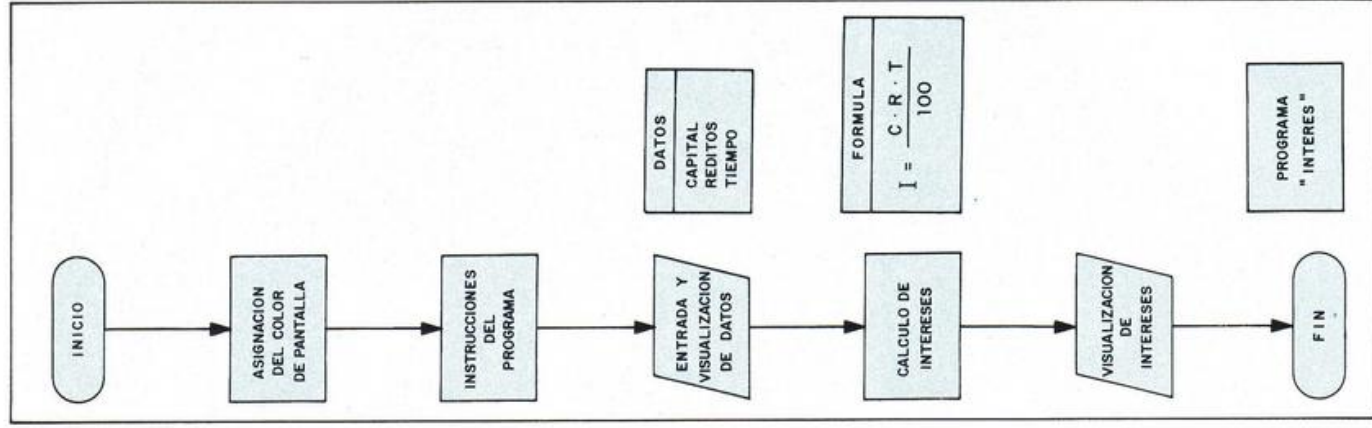 INICIO
ASIGNACION
DEL COLOR
DE PANTALLA
INSTRUCCIONES
DEL
PROGRAMA
ENTRADA Y
VISUALIZACION
DE DATOS
DATOS
CAPITAL
REDITOS
TIEMPO
CALCULO DE
INTERESES
FORMULA
I = C · R · T
100
VISUALIZACION
DE
INTERESES
FIN
PROGRAMA
"INTERES"